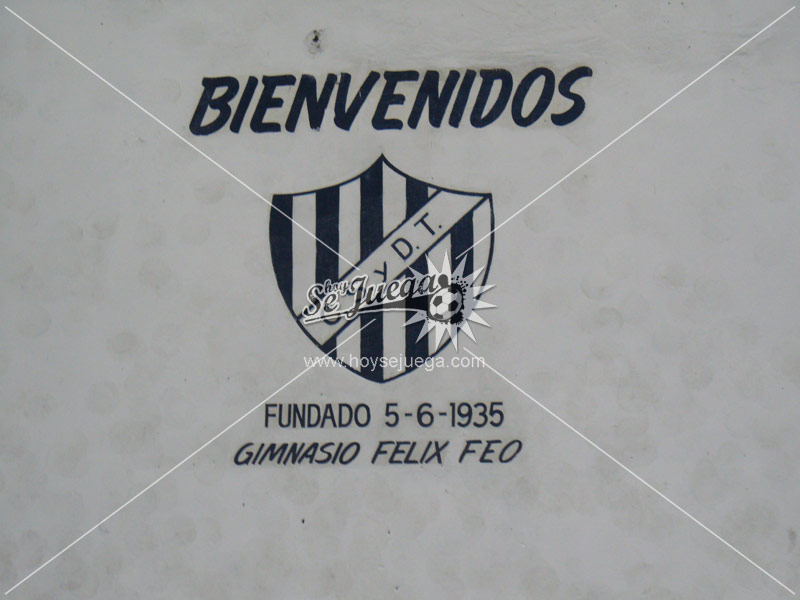 BIENVENIDOS
Y D. T.
hoy
Se Juega
www.hoysejuega.com
FUNDADO 5-6-1935
GIMNASIO FELIX FEO